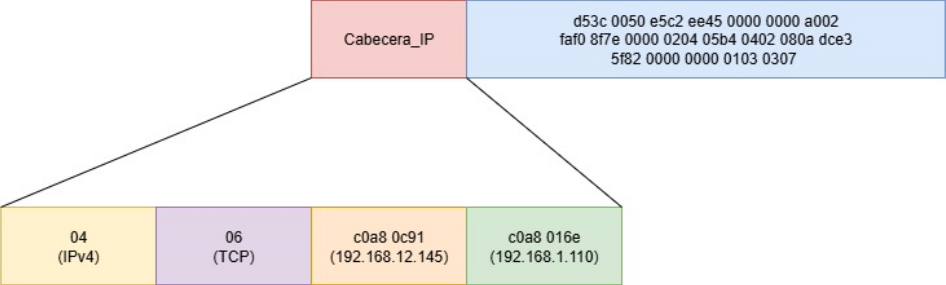 Cabecera_IP
d53c 0050 e5c2 ee45 0000 0000 a002
faf0 8f7e 0000 0204 05b4 0402 080a dce3
5f82 0000 0000 0103 0307
04
(IPv4)
06
(TCP)
c0a8 0c91
(192.168.12.145)
c0a8 016e
(192.168.1.110)